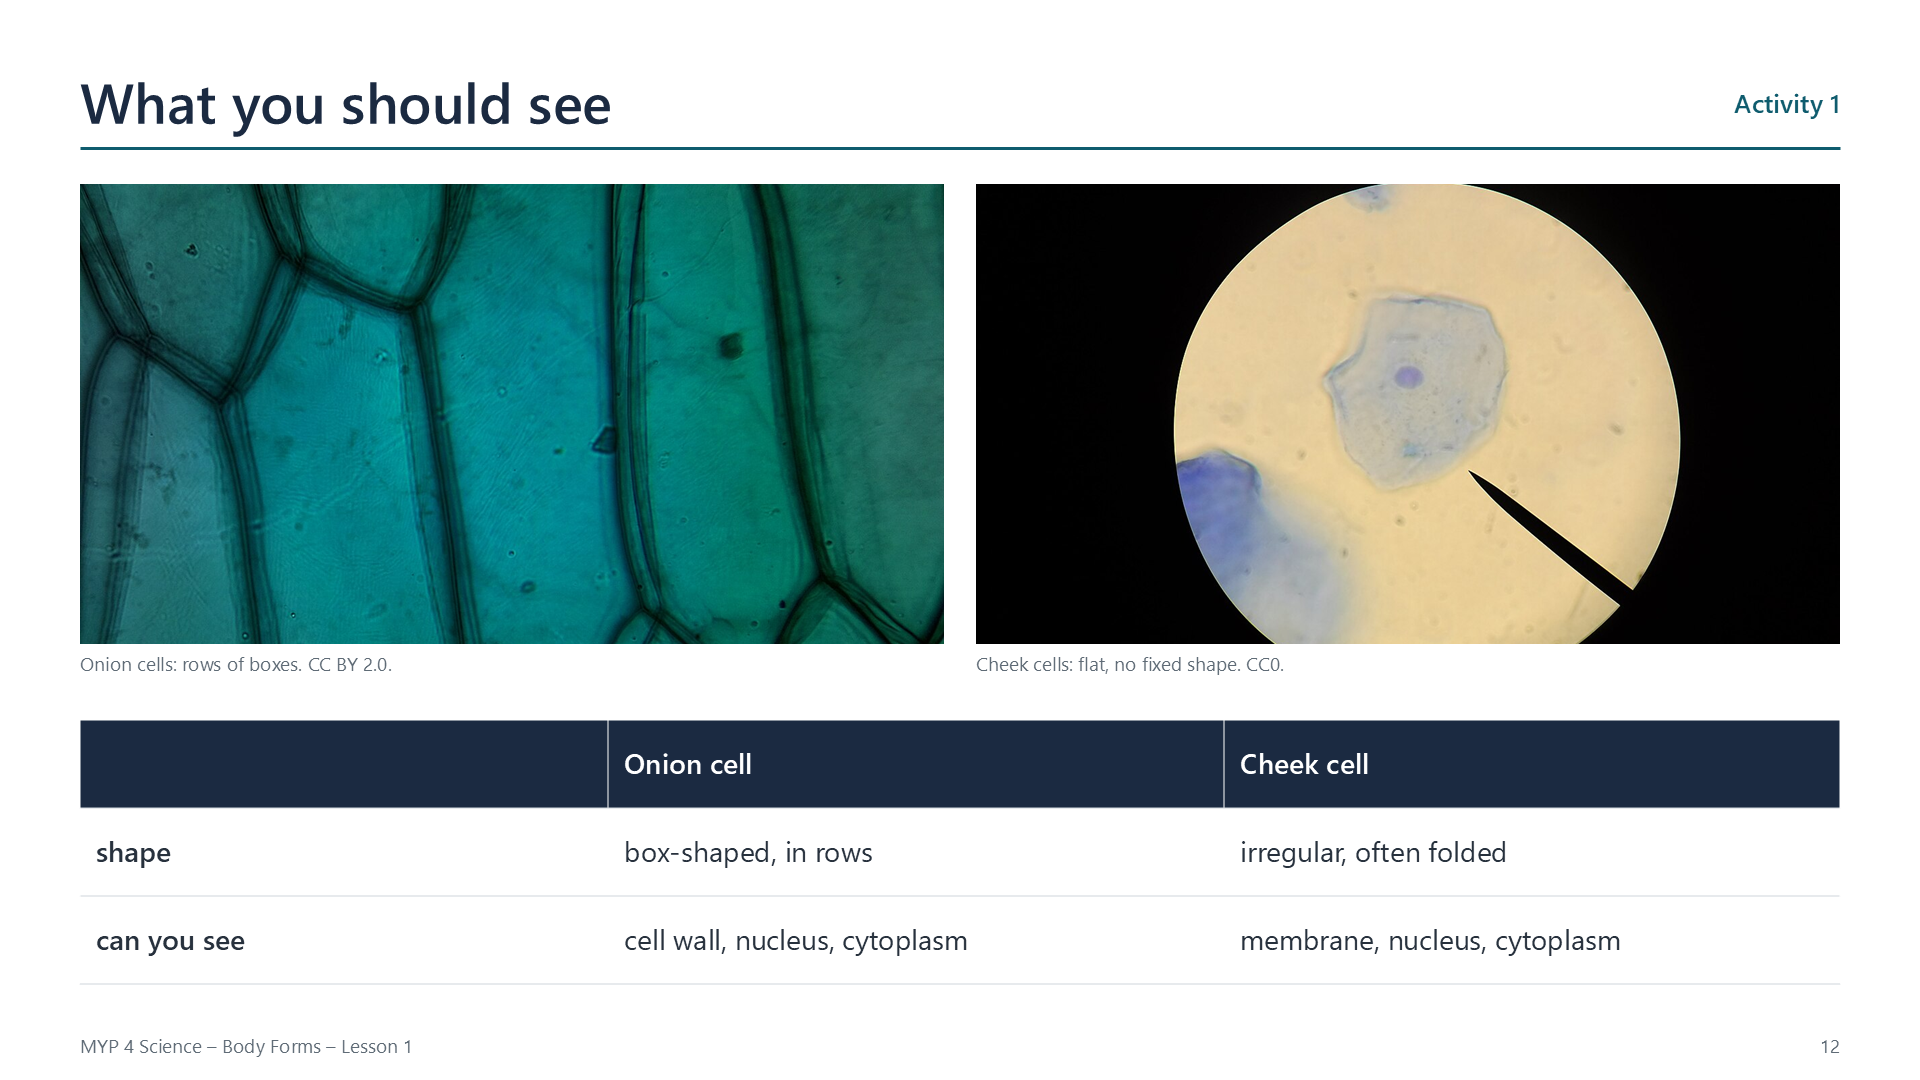 What you should see
Activity 1
Onion cells: rows of boxes. CC BY 2.0.
Cheek cells: flat, no fixed shape. CC0.
Onion cell
Cheek cell
shape
box-shaped, in rows
irregular, often folded
can you see
cell wall, nucleus, cytoplasm
membrane, nucleus, cytoplasm
MYP 4 Science – Body Forms – Lesson 1
12